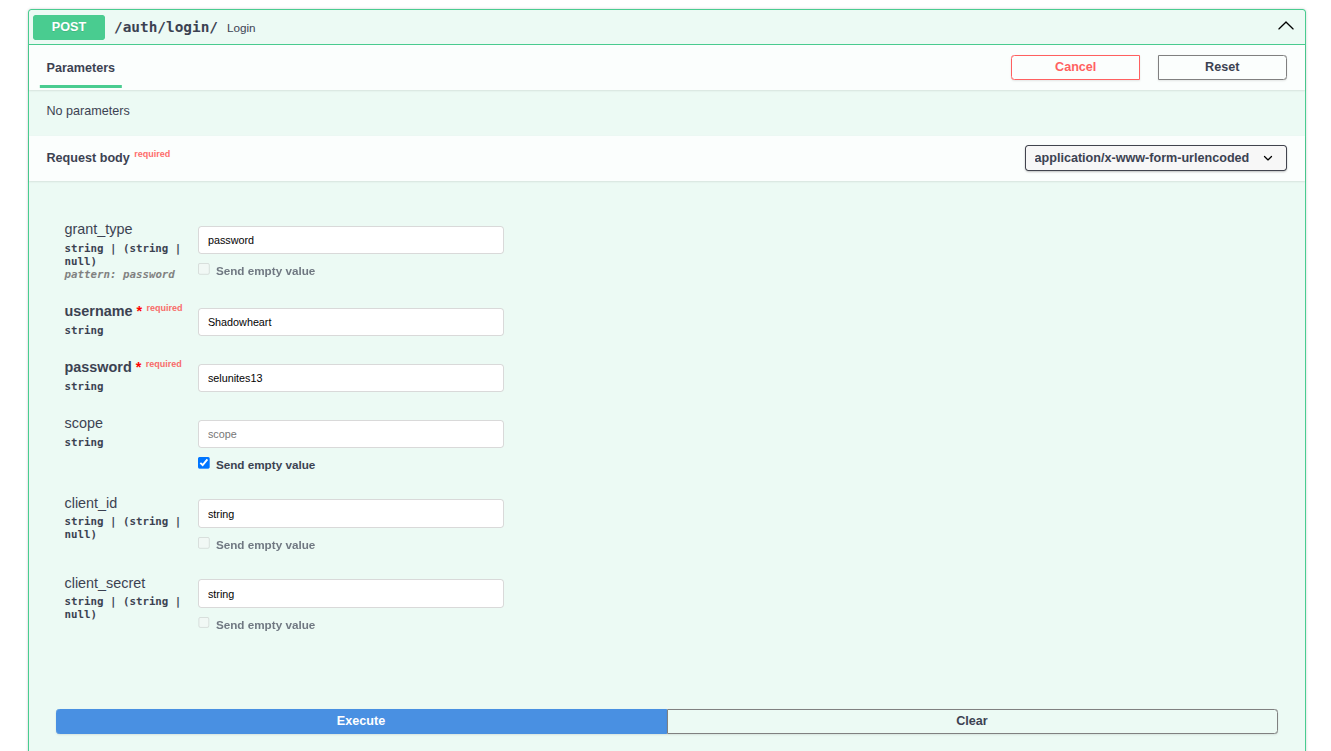 POST /auth/login/ Login
Parameters
Cancel
Reset
No parameters
Request body required
application/x-www-form-urlencoded
grant_type
string | (string |
null)
pattern: password
password
Send empty value
username * required
string
Shadowheart
password * required
string
selunites13
scope
string
scope
Send empty value
client_id
string | (string |
null)
string
Send empty value
client_secret
string | (string |
null)
string
Send empty value
Execute
Clear